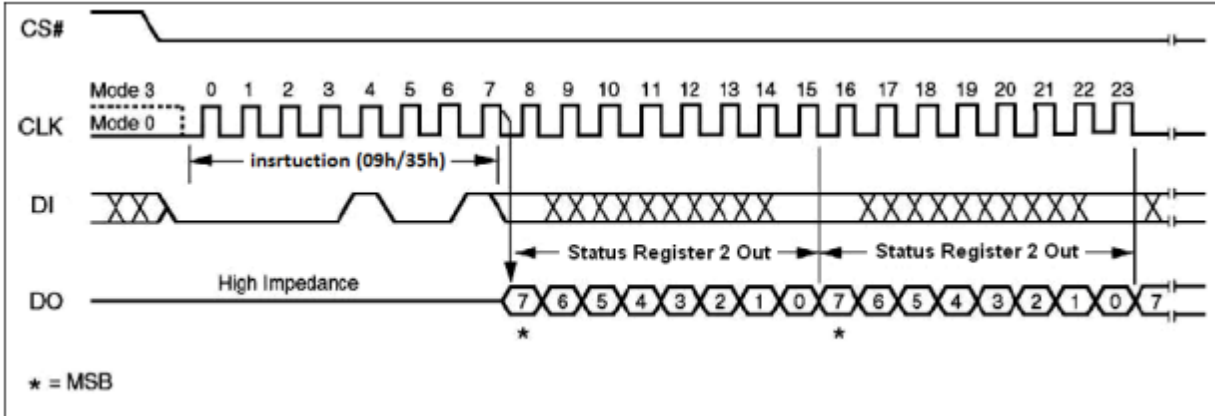 CS#
Mode 3 0 1 2 3 4 5 6 7 8 9 10 11 12 13 14 15 16 17 18 19 20 21 22 23
CLK Mode 0
insrtuction (09h/35h)
DI
Status Register 2 Out Status Register 2 Out
High Impedance
DO 7 6 5 4 3 2 1 0 7 6 5 4 3 2 1 0 7
* *
* = MSB